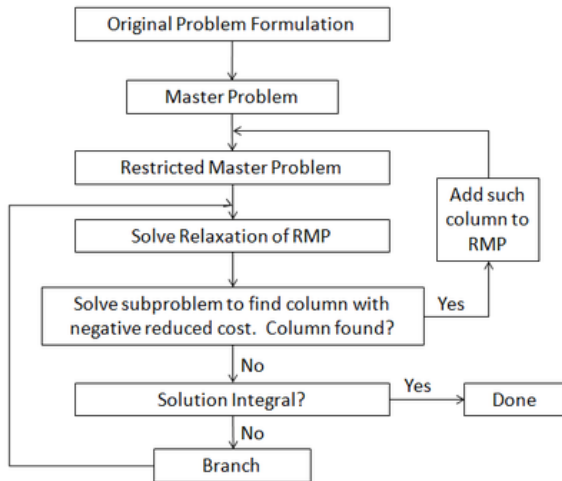 Original Problem Formulation
Master Problem
Restricted Master Problem
Add such
column to
RMP
Solve Relaxation of RMP
Solve subproblem to find column with
negative reduced cost.  Column found?
Yes
No
Solution Integral?
Yes
Done
No
Branch